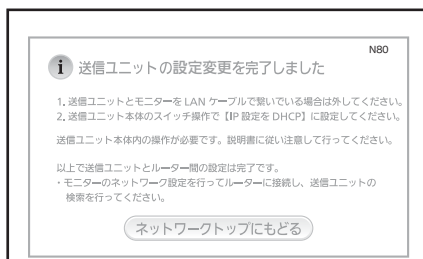 N80
i 送信ユニットの設定変更を完了しました
1. 送信ユニットとモニターを LAN ケーブルで繋いでいる場合は外してください。
2. 送信ユニット本体のスイッチ操作で【IP 設定を DHCP】に設定してください。
送信ユニット本体内の操作が必要です。説明書に従い注意して行ってください。
以上で送信ユニットとルーター間の設定は完了です。
・モニターのネットワーク設定を行ってルーターに接続し、送信ユニットの
検索を行ってください。
ネットワークトップにもどる